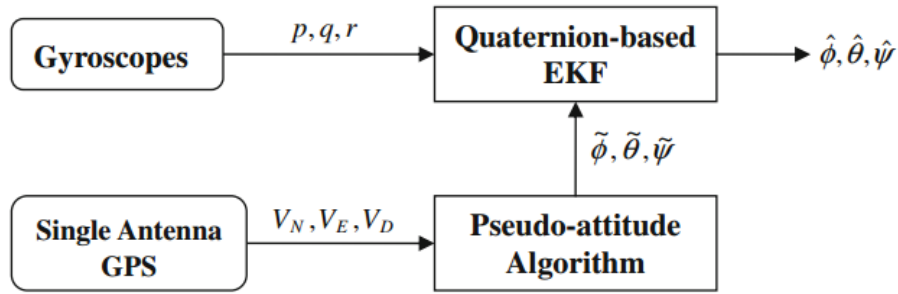 p, q, r
Gyroscopes
Quaternion-based
EKF
ϕ̂, θ̂, ψ̂
ϕ̃, θ̃, ψ̃
Single Antenna
GPS
V_N, V_E, V_D
Pseudo-attitude
Algorithm